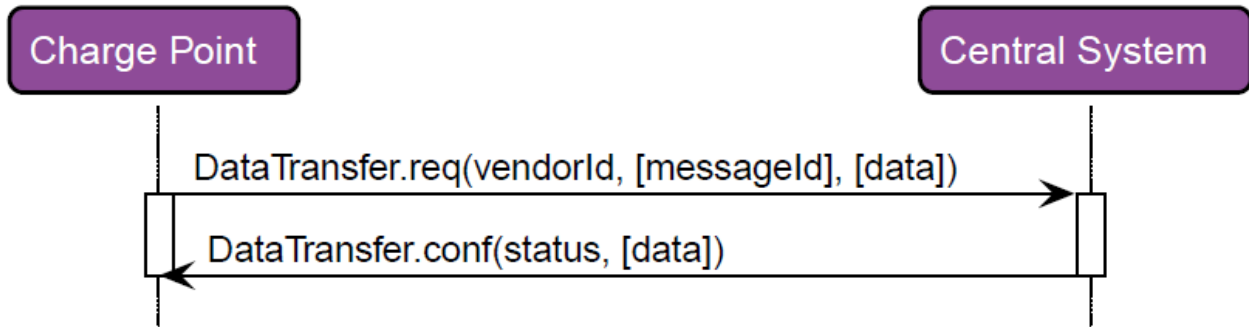 Charge Point
Central System
DataTransfer.req(vendorId, [messageId], [data])
DataTransfer.conf(status, [data])